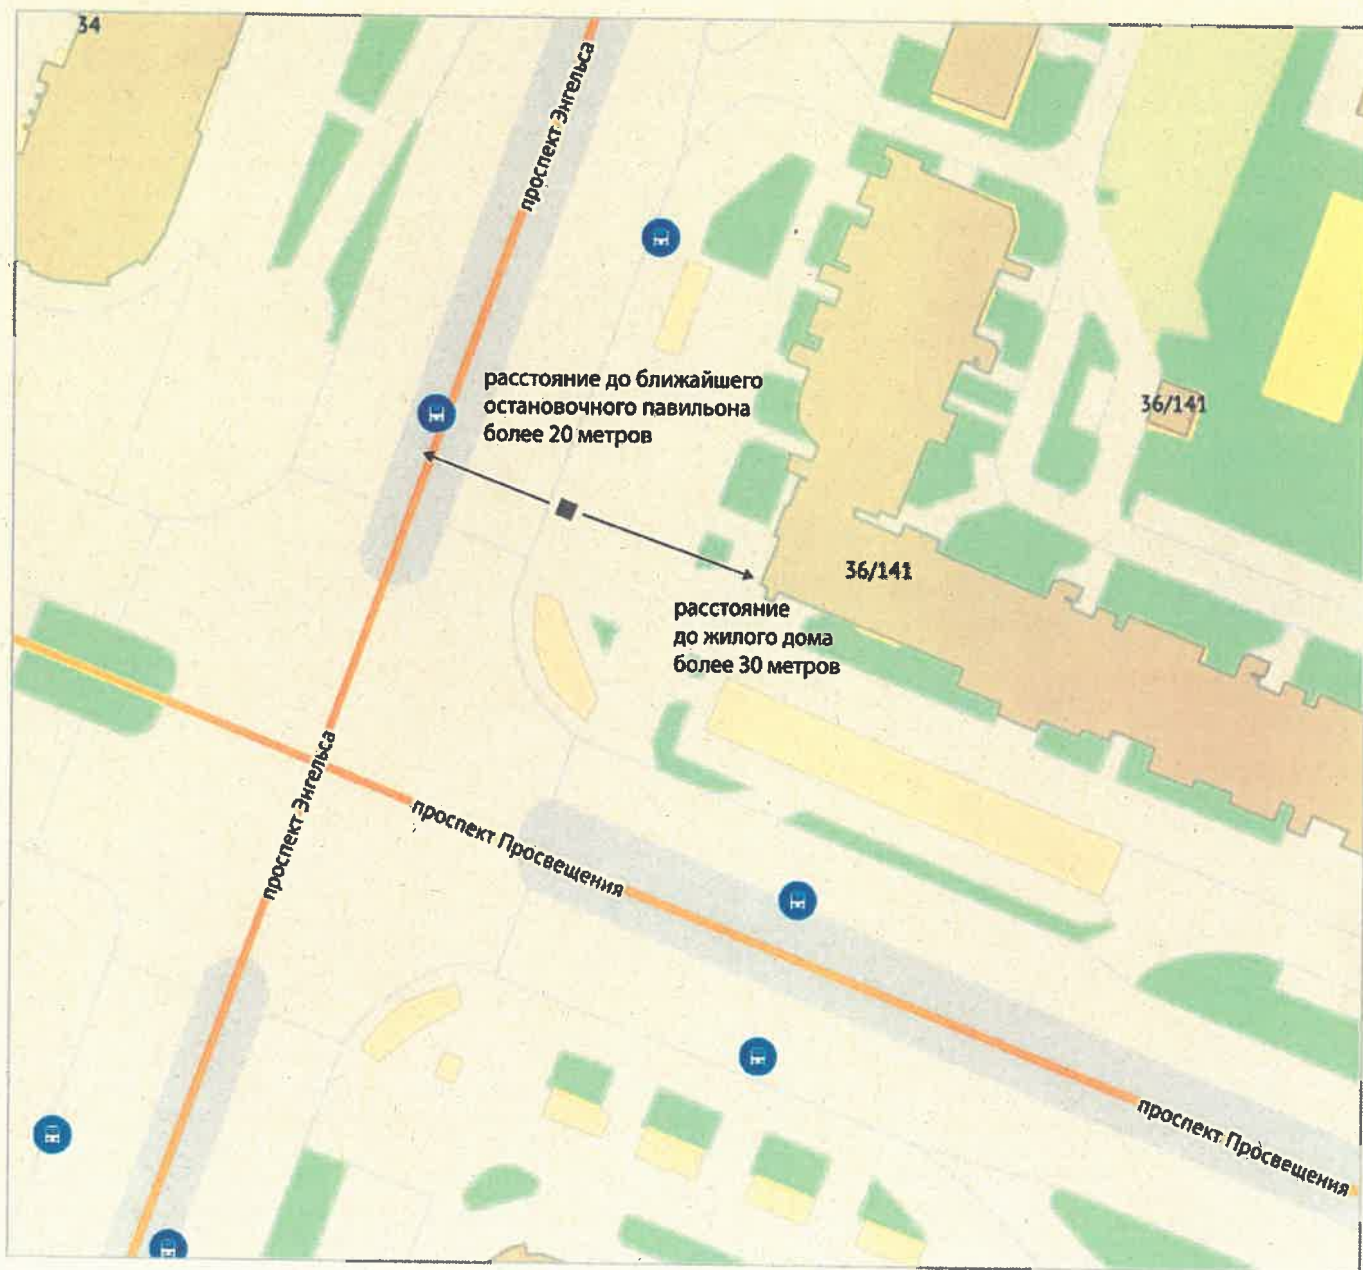 34
проспект Энгельса
расстояние до ближайшего
остановочного павильона
более 20 метров
36/141
36/141
расстояние
до жилого дома
более 30 метров
проспект Энгельса
проспект Просвещения
проспект Просвещения